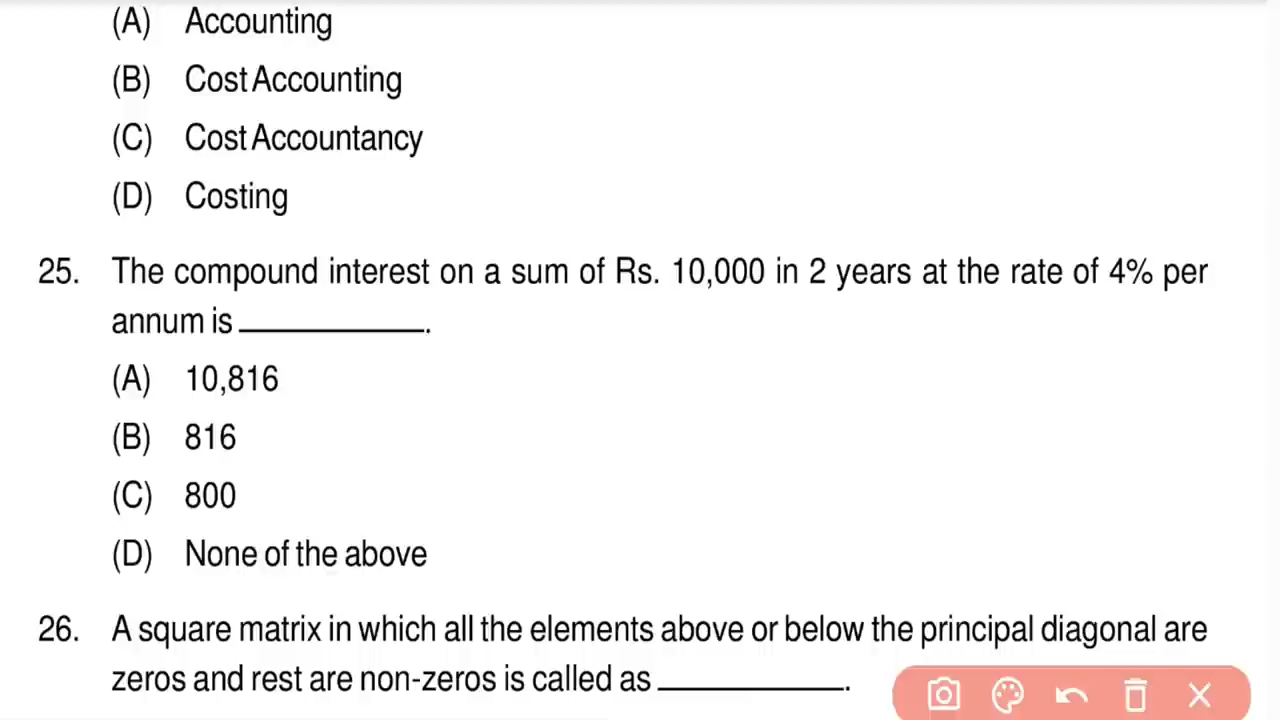 (A) Accounting
(B) Cost Accounting
(C) Cost Accountancy
(D) Costing
25. The compound interest on a sum of Rs. 10,000 in 2 years at the rate of 4% per
annum is ____________.
(A) 10,816
(B) 816
(C) 800
(D) None of the above
26. A square matrix in which all the elements above or below the principal diagonal are
zeros and rest are non-zeros is called as ____________.